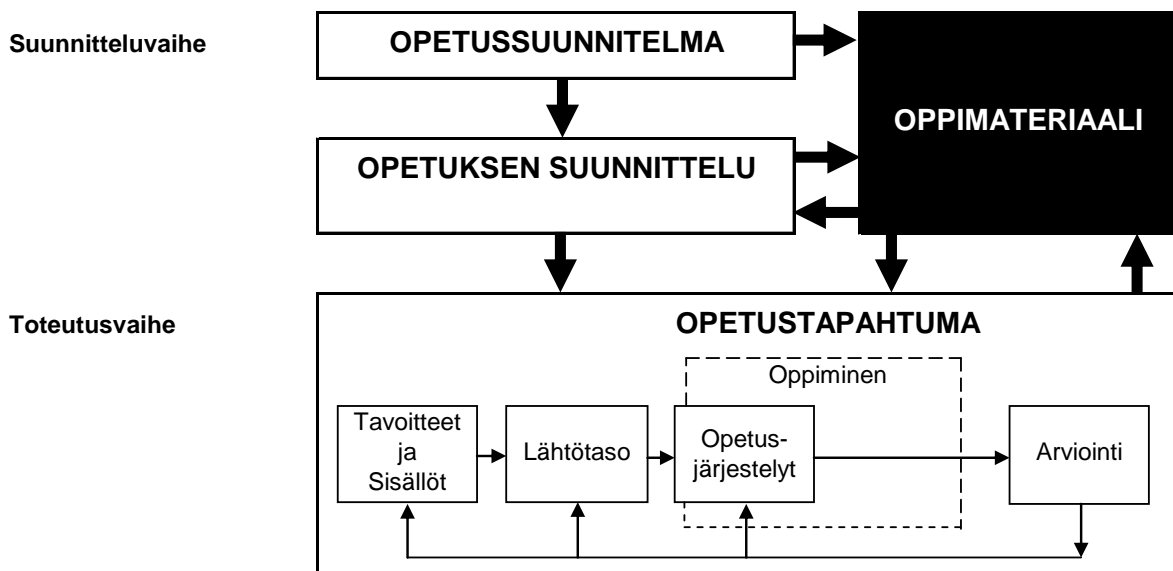 Suunnitteluvaihe
OPETUSSUUNNITELMA
OPPIMATERIAALI
OPETUKSEN SUUNNITTELU
Toteutusvaihe
OPETUSTAPAHTUMA
Oppiminen
Tavoitteet
ja
Sisällöt
Lähtötaso
Opetus-
järjestelyt
Arviointi